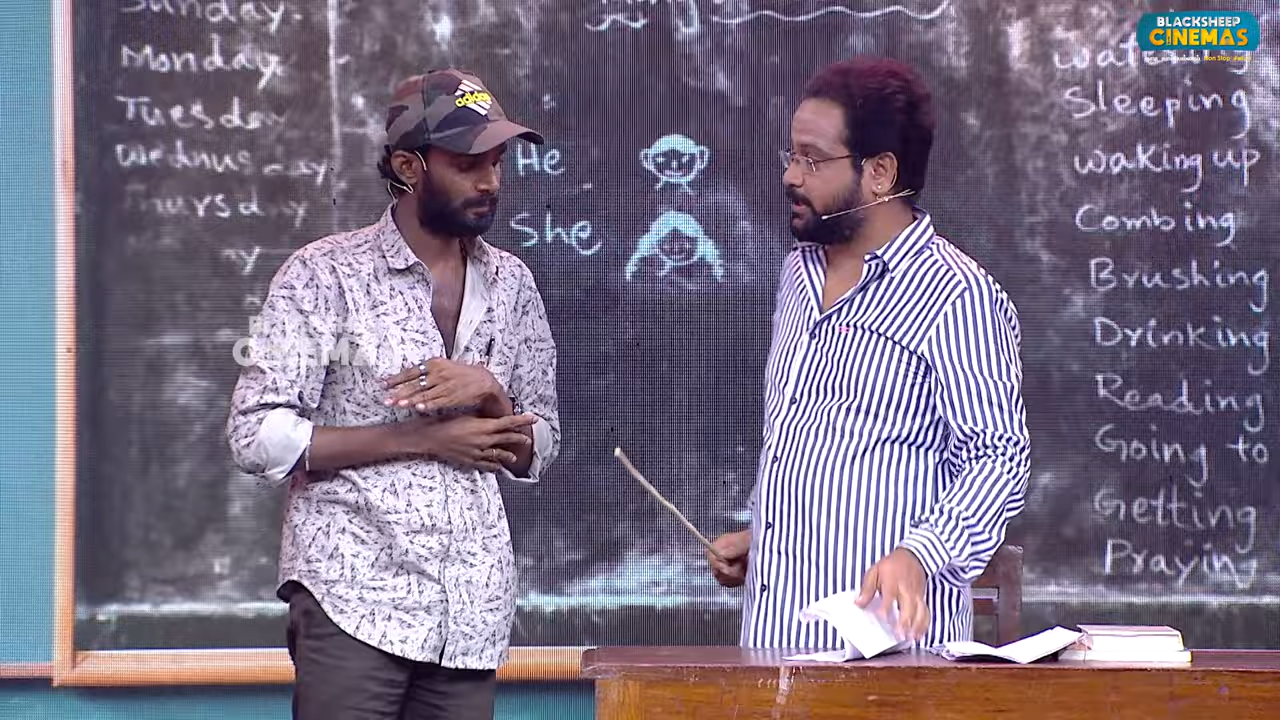 Sunday.
Monday
Tuesday
Wednus day
Thursday
He
She
Sleeping
waking up
Combing
Brushing
Drinking
Reading
Going to
Getting
Praying
adidas
BLACKSHEEP
CINEMAS
CINEMA